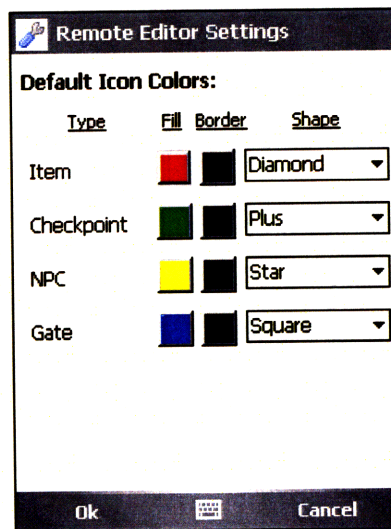 Remote Editor Settings
Default Icon Colors:
Type Fill Border Shape
Item Diamond
Checkpoint Plus
NPC Star
Gate Square
Ok Cancel